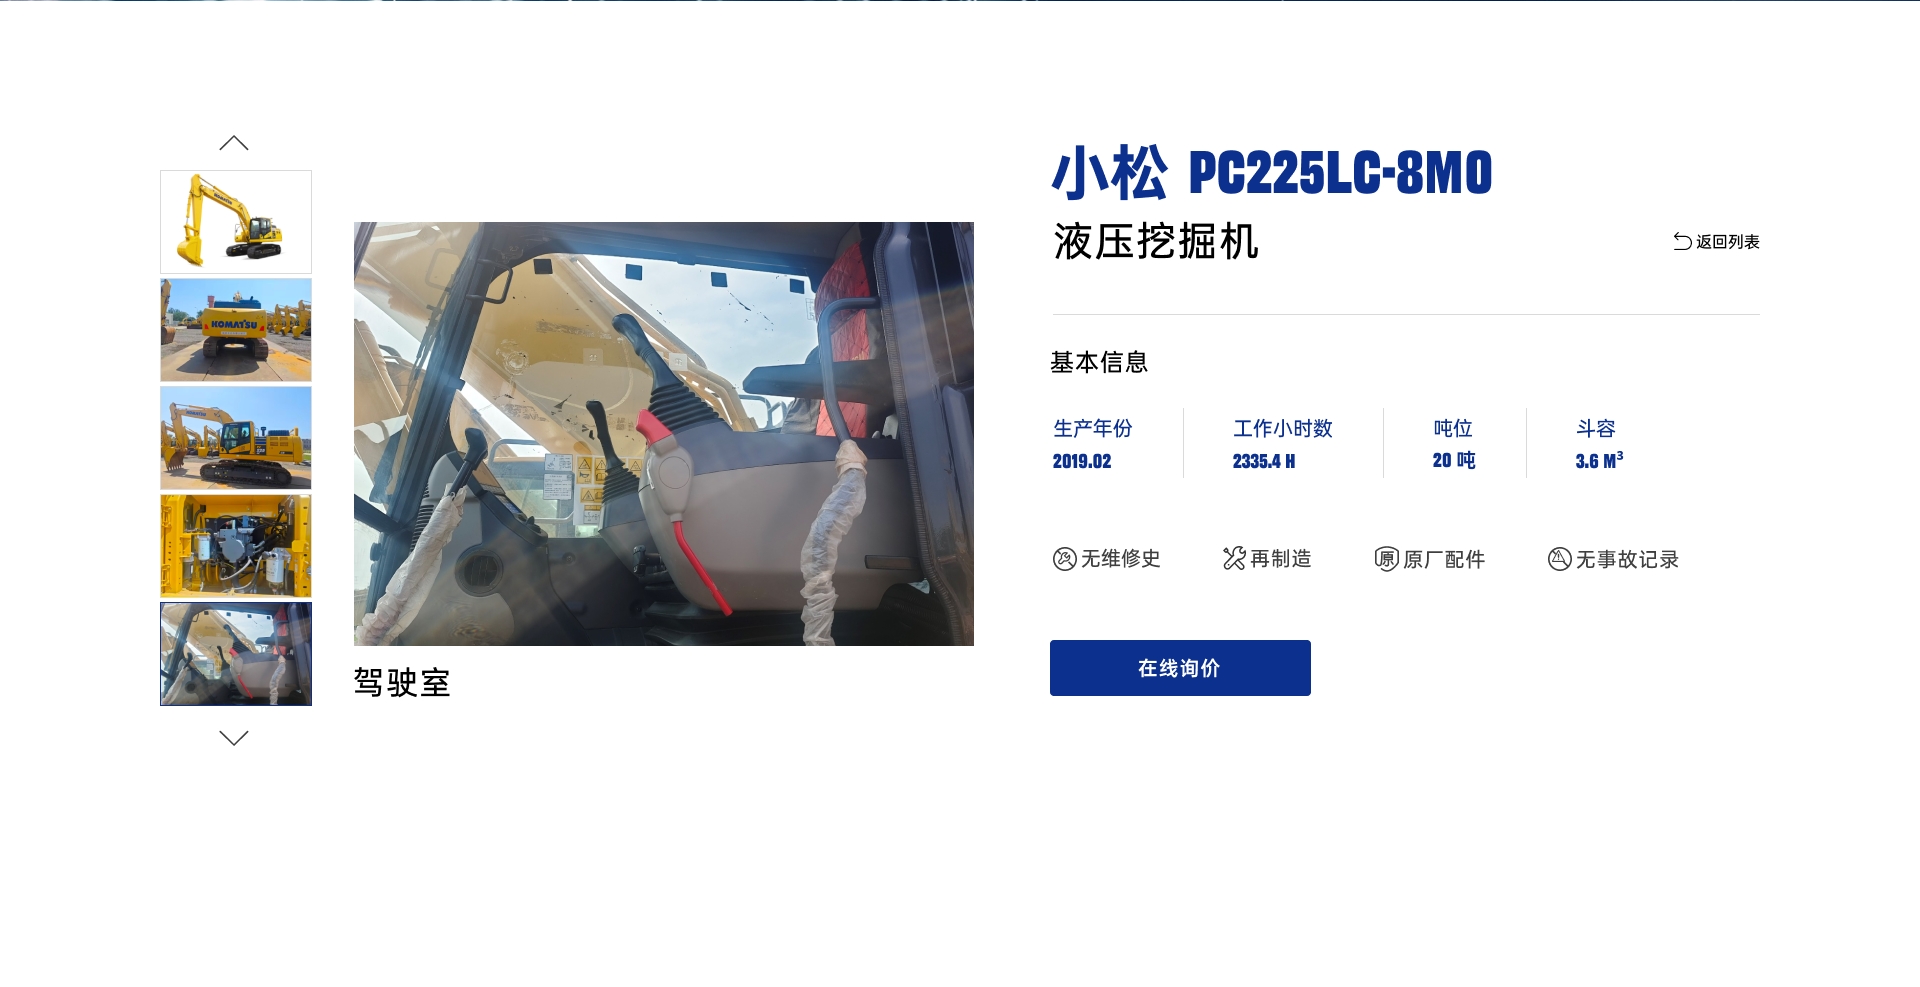 小松 PC225LC-8M0
液压挖掘机
返回列表
基本信息
生产年份
2019.02
工作小时数
2335.4 H
吨位
20 吨
斗容
3.6 M³
无维修史
再制造
原
原厂配件
无事故记录
在线询价
驾驶室
KOMATSU